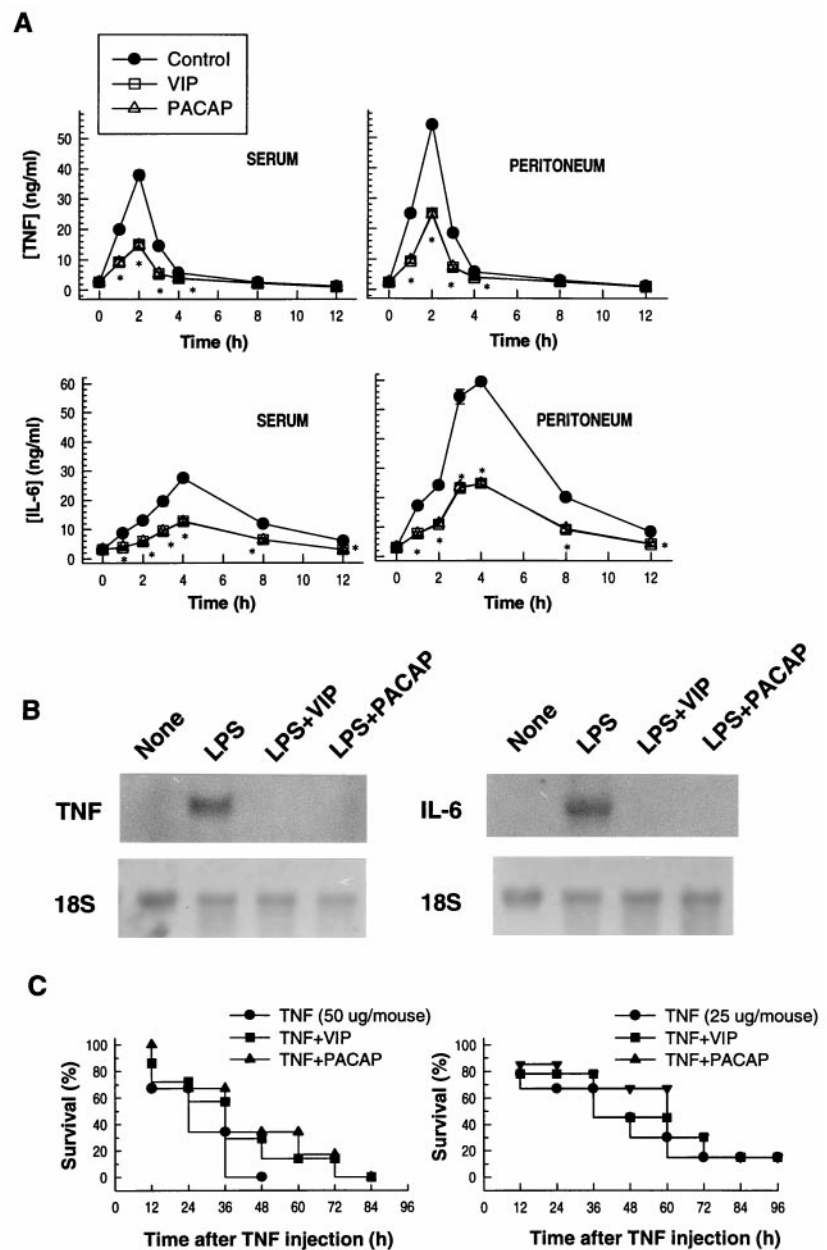 A
Control
VIP
PACAP
[TNF] (ng/ml)
50
40
30
20
10
0
SERUM
PERITONEUM
* * * *
* * * *
0 2 4 6 8 10 12
0 2 4 6 8 10 12
Time (h)
Time (h)
[IL-6] (ng/ml)
60
50
40
30
20
10
0
SERUM
PERITONEUM
* * * * * *
* * * * * *
0 2 4 6 8 10 12
0 2 4 6 8 10 12
Time (h)
Time (h)
B
None
LPS
LPS+VIP
LPS+PACAP
None
LPS
LPS+VIP
LPS+PACAP
TNF
IL-6
18S
18S
C
TNF (50 ug/mouse)
TNF+VIP
TNF+PACAP
TNF (25 ug/mouse)
TNF+VIP
TNF+PACAP
Survival (%)
100
80
60
40
20
0
0 12 24 36 48 60 72 84 96
Time after TNF injection (h)
Survival (%)
100
80
60
40
20
0
0 12 24 36 48 60 72 84 96
Time after TNF injection (h)